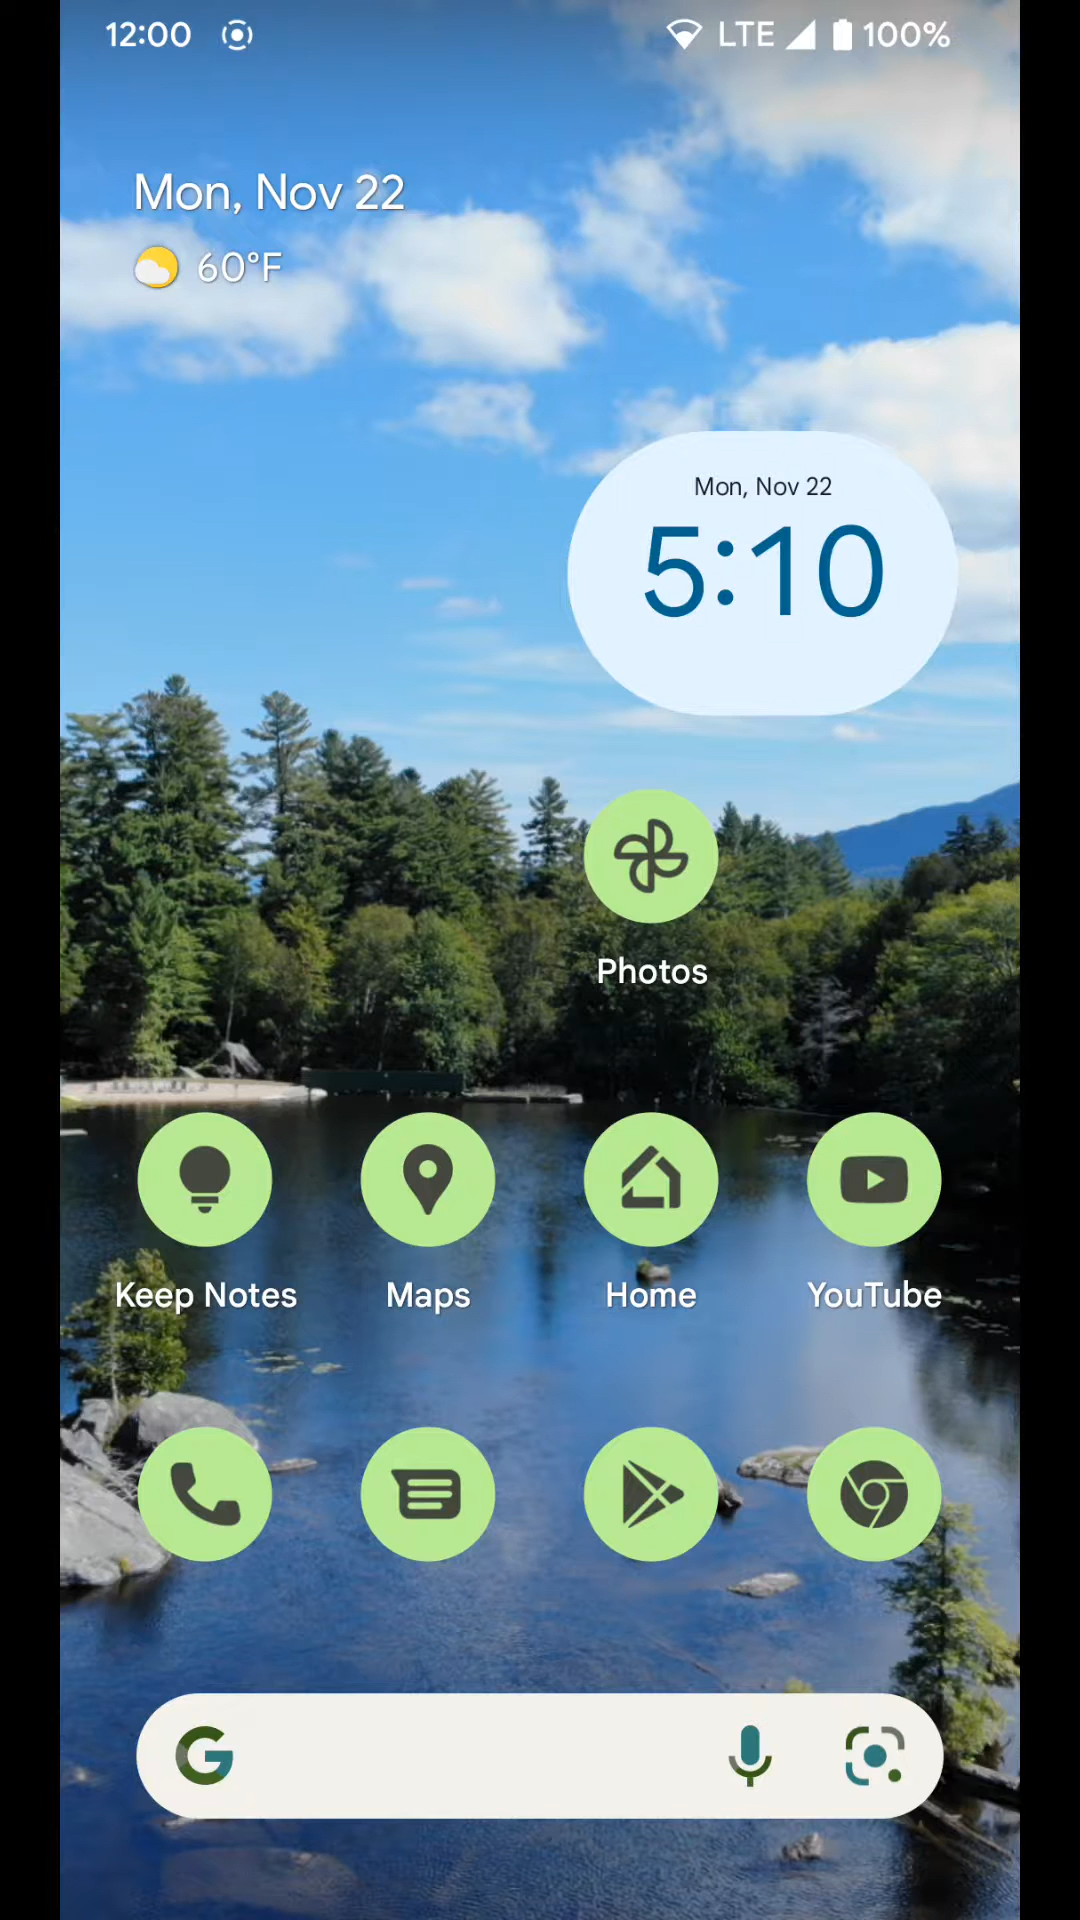 12:00 LTE 100%
Mon, Nov 22
60°F
Mon, Nov 22
5:10
Photos
Keep Notes Maps Home YouTube